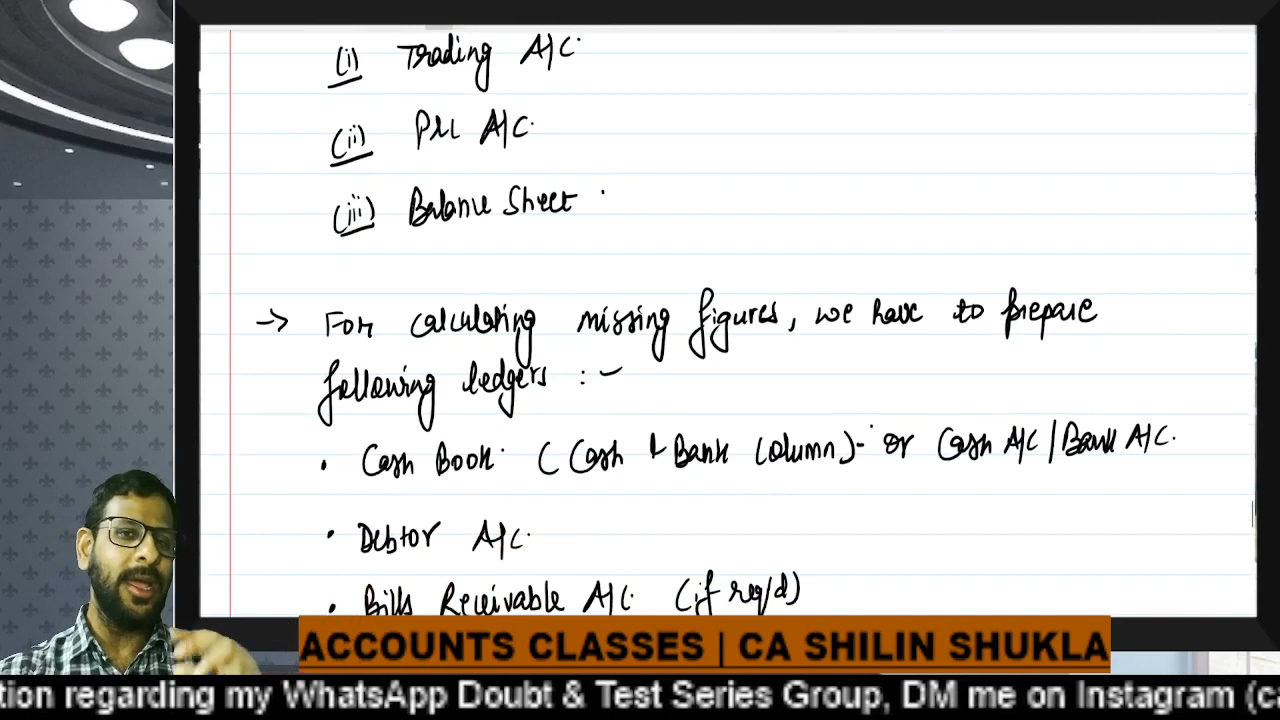 (i) Trading A/C.
(ii) P&L A/C.
(iii) Balance Sheet.
→ For calculating missing figures, we have to prepare
following ledgers :-
• Cash Book. (Cash & Bank Column) - or Cash A/C | Bank A/C.
• Debtor A/C.
• Bills Receivable A/C. (if req/d)
ACCOUNTS CLASSES | CA SHILIN SHUKLA
tion regarding my WhatsApp Doubt & Test Series Group, DM me on Instagram (ca